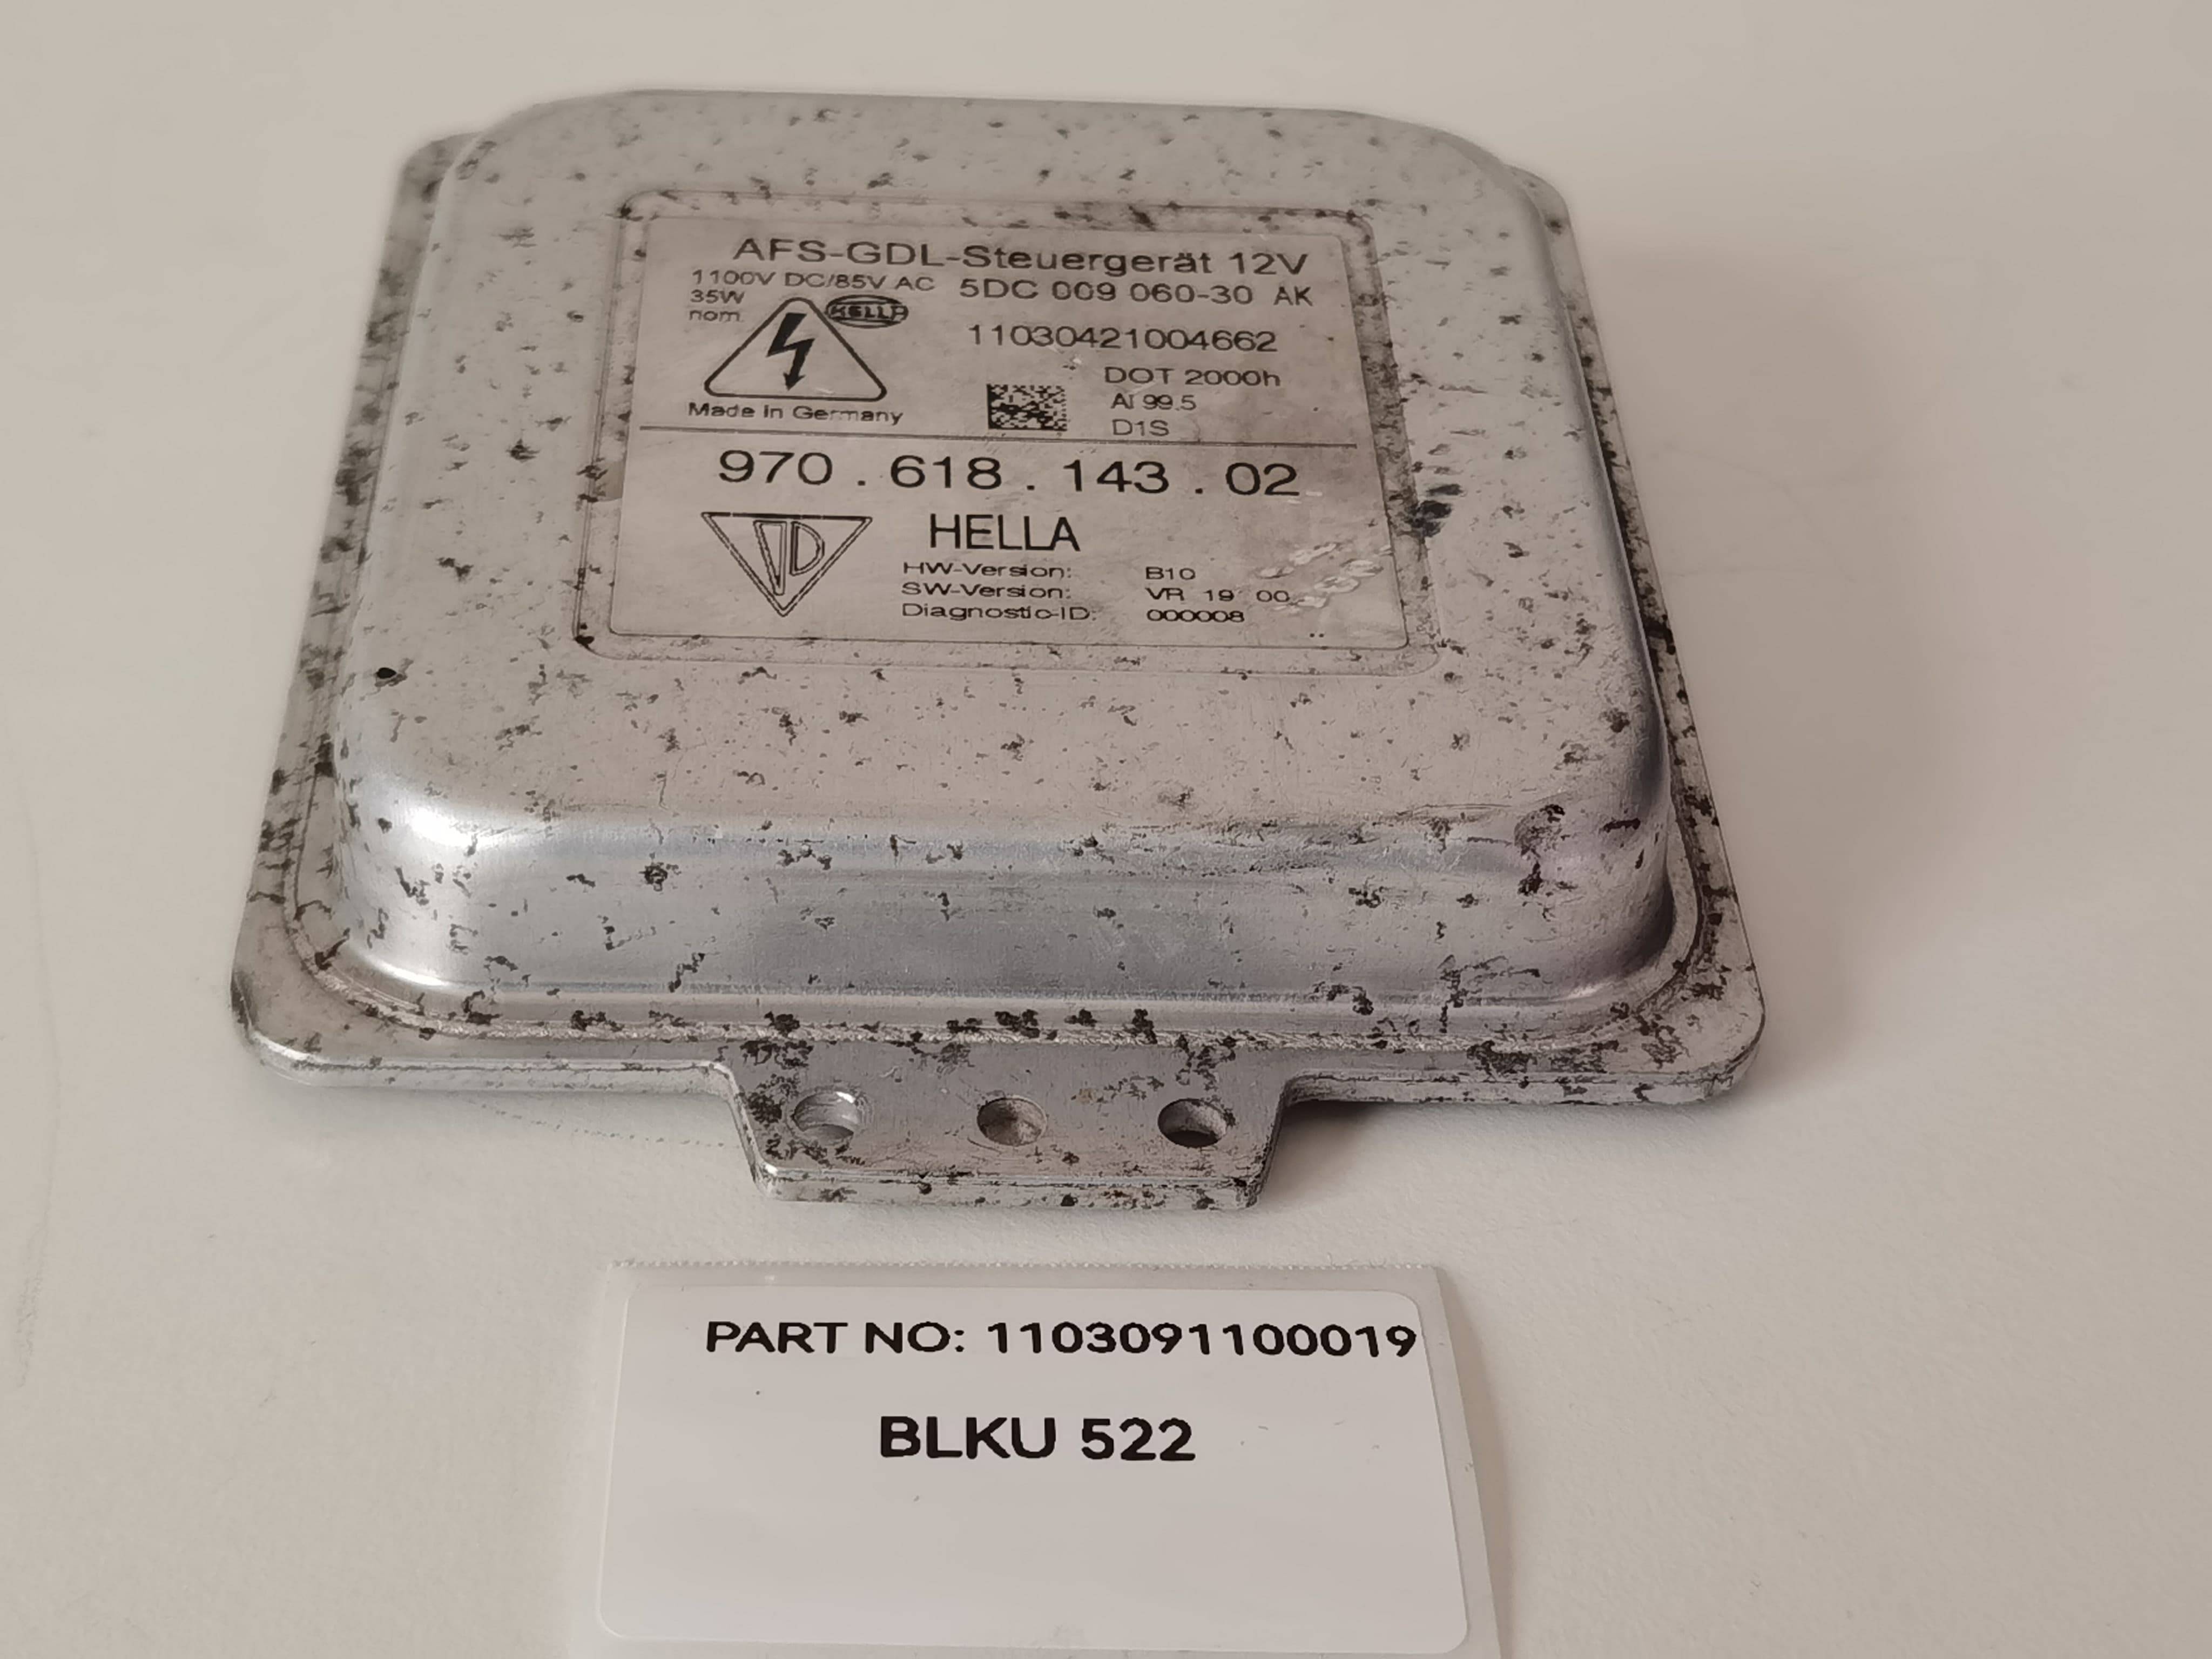 AFS-GDL-Steuergerät 12V
1100V DC/85V AC 5DC 009 060-30 AK
35W
nom.
HELLA
11030421004662
DOT 2000h
Al 99.5
D1S
Made in Germany
970.618.143.02
HELLA
HW-Version: B10
SW-Version: VR 19 00
Diagnostic-ID: 000008
PART NO: 1103091100019
BLKU 522